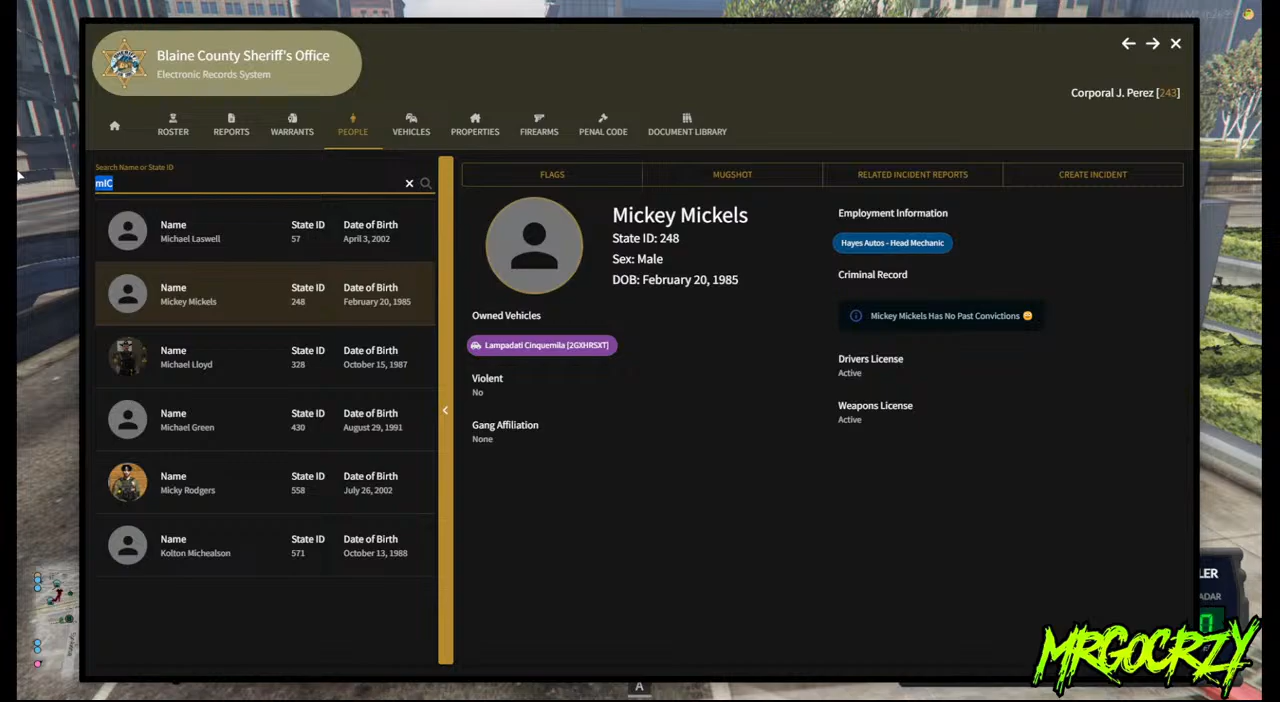 Blaine County Sheriff's Office
Electronic Records System
Corporal J. Perez [243]
ROSTER
REPORTS
WARRANTS
PEOPLE
VEHICLES
PROPERTIES
FIREARMS
PENAL CODE
DOCUMENT LIBRARY
Search Name or State ID
mIC
Name State ID Date of Birth
Michael Laswell 57 April 3, 2002
Name State ID Date of Birth
Mickey Mickels 248 February 20, 1985
Name State ID Date of Birth
Michael Lloyd 328 October 15, 1987
Name State ID Date of Birth
Michael Green 430 August 29, 1991
Name State ID Date of Birth
Micky Rodgers 558 July 26, 2002
Name State ID Date of Birth
Kolton Michealson 571 October 13, 1988
FLAGS
MUGSHOT
RELATED INCIDENT REPORTS
CREATE INCIDENT
Mickey Mickels
State ID: 248
Sex: Male
DOB: February 20, 1985
Owned Vehicles
Lampadati Cinquemila [2GXHRSXT]
Violent
No
Gang Affiliation
None
Employment Information
Hayes Autos - Head Mechanic
Criminal Record
Mickey Mickels Has No Past Convictions
Drivers License
Active
Weapons License
Active
LER
ADAR
A
MRGOCRZY